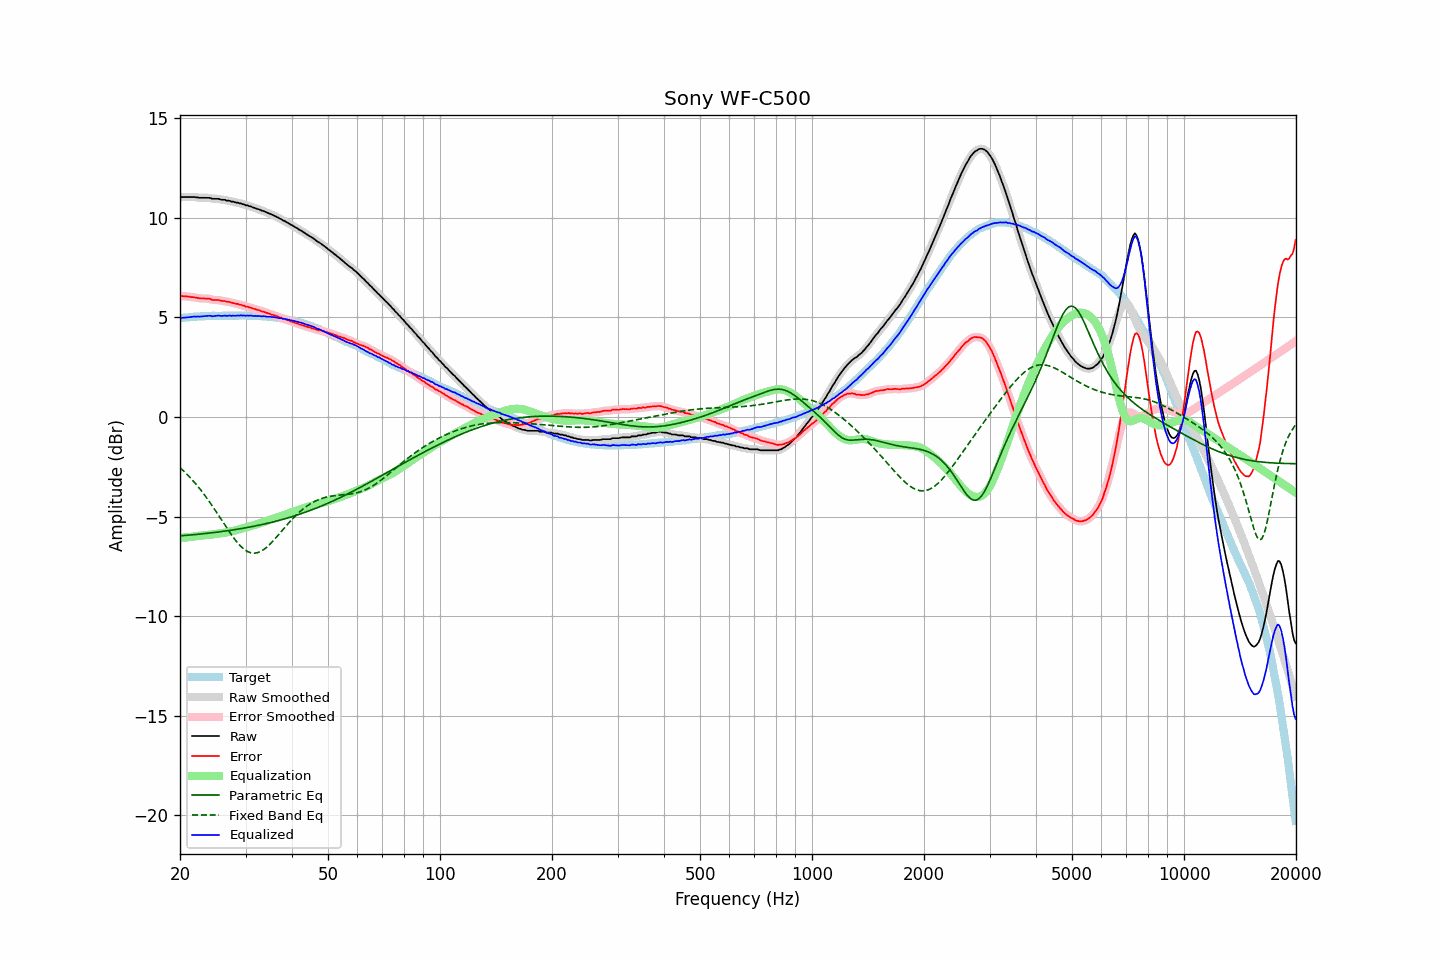 Sony WF-C500
Amplitude (dBr)
15
10
5
0
−5
−10
−15
−20
Target
Raw Smoothed
Error Smoothed
Raw
Error
Equalization
Parametric Eq
Fixed Band Eq
Equalized
20 50 100 200 500 1000 2000 5000 10000 20000
Frequency (Hz)